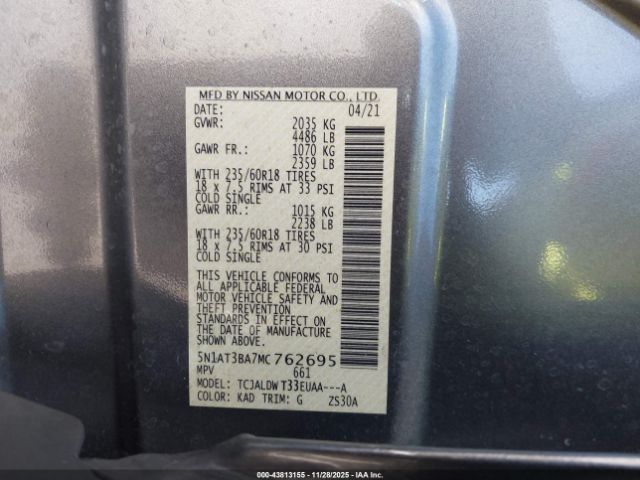 MFD BY NISSAN MOTOR CO., LTD.
DATE: 04/21
GVWR: 2035 KG
4486 LB
GAWR FR.: 1070 KG
2359 LB
WITH 235/60R18 TIRES
18 x 7.5 RIMS AT 33 PSI
COLD SINGLE
GAWR RR.: 1015 KG
2238 LB
WITH 235/60R18 TIRES
18 x 7.5 RIMS AT 30 PSI
COLD SINGLE
THIS VEHICLE CONFORMS TO
ALL APPLICABLE FEDERAL
MOTOR VEHICLE SAFETY AND
THEFT PREVENTION
STANDARDS IN EFFECT ON
THE DATE OF MANUFACTURE
SHOWN ABOVE.
5N1AT3BA7MC762695
MPV 661
MODEL: TCJALDWT33EUAA---A
COLOR: KAD TRIM: G ZS30A
000-43813155 | 11/28/2025 | IAA Inc.